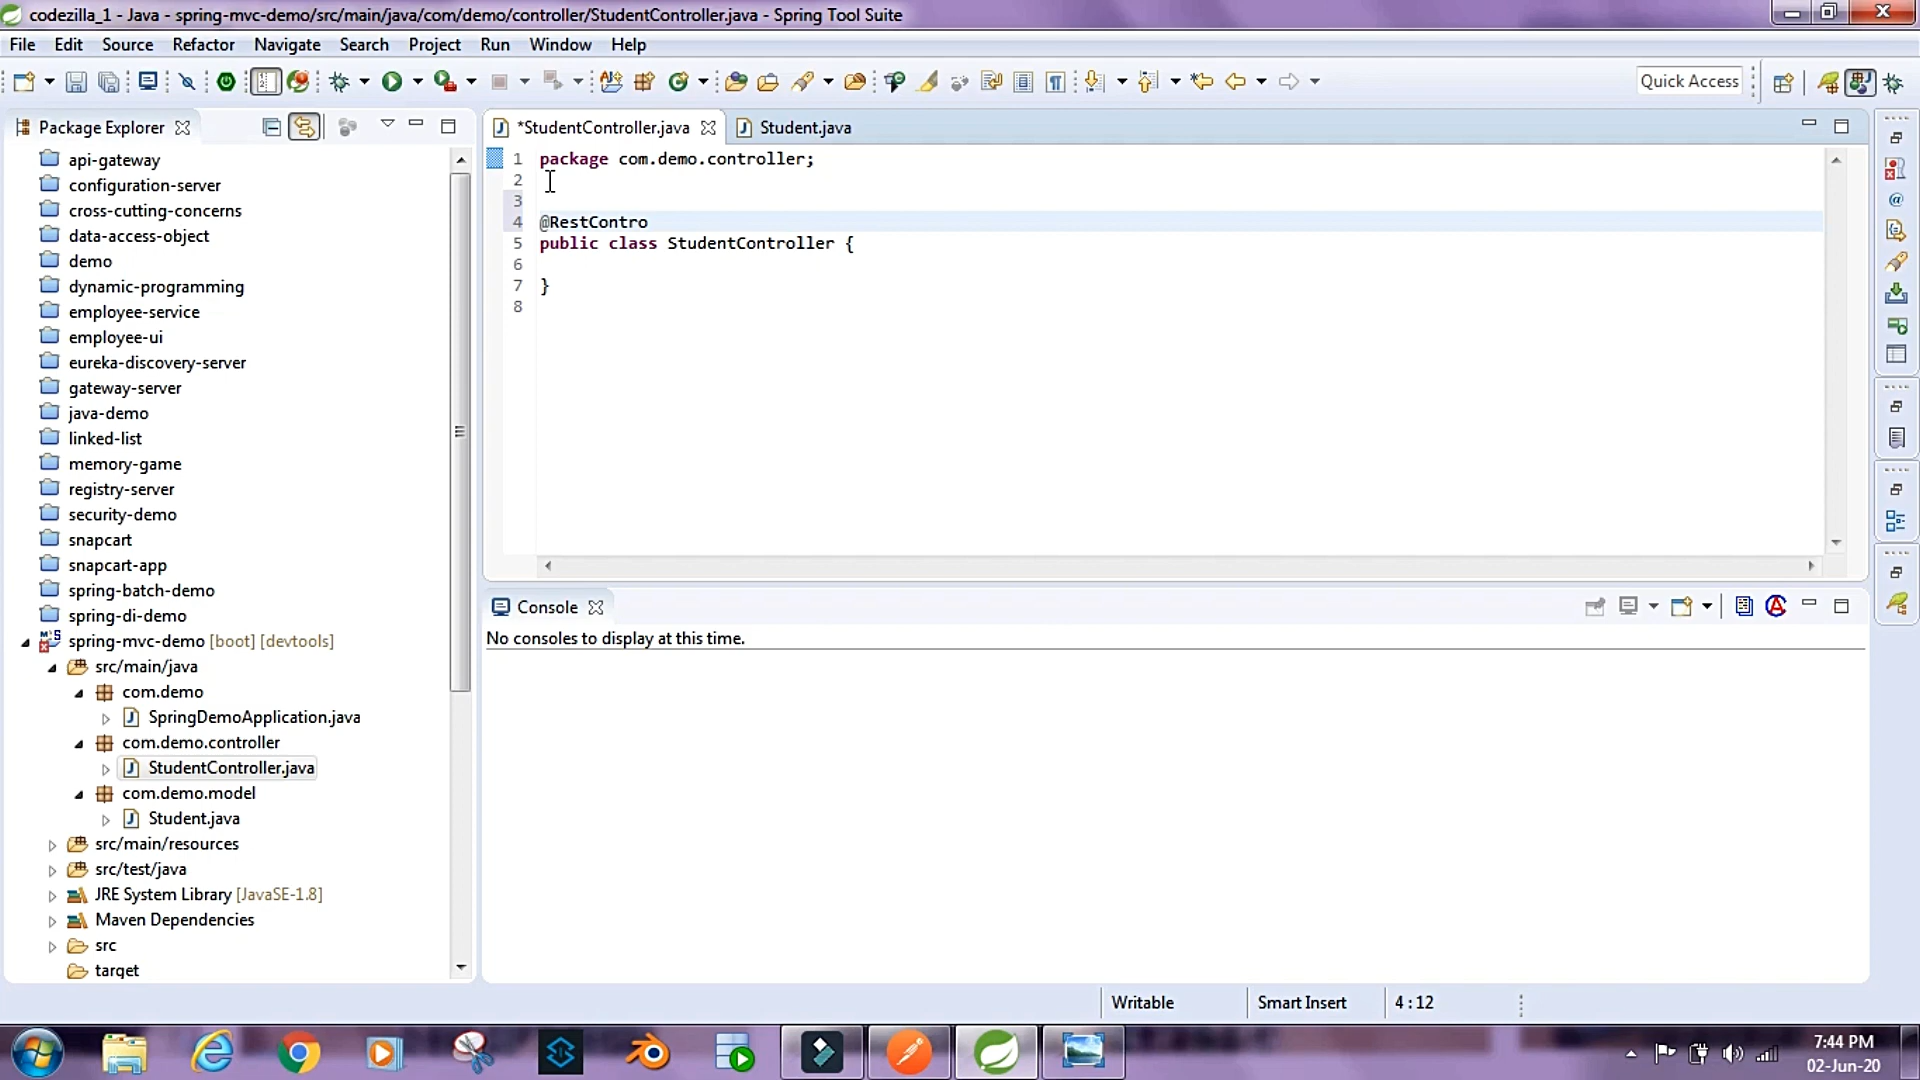 codezilla_1 - Java - spring-mvc-demo/src/main/java/com/demo/controller/StudentController.java - Spring Tool Suite
File Edit Source Refactor Navigate Search Project Run Window Help
Quick Access
Package Explorer
api-gateway
configuration-server
cross-cutting-concerns
data-access-object
demo
dynamic-programming
employee-service
employee-ui
eureka-discovery-server
gateway-server
java-demo
linked-list
memory-game
registry-server
security-demo
snapcart
snapcart-app
spring-batch-demo
spring-di-demo
spring-mvc-demo [boot] [devtools]
src/main/java
com.demo
SpringDemoApplication.java
com.demo.controller
StudentController.java
com.demo.model
Student.java
src/main/resources
src/test/java
JRE System Library [JavaSE-1.8]
Maven Dependencies
src
target
*StudentController.java Student.java
1 package com.demo.controller;
2
3
4 @RestContro
5 public class StudentController {
6
7 }
8
Console
No consoles to display at this time.
Writable Smart Insert 4 : 12
7:44 PM
02-Jun-20